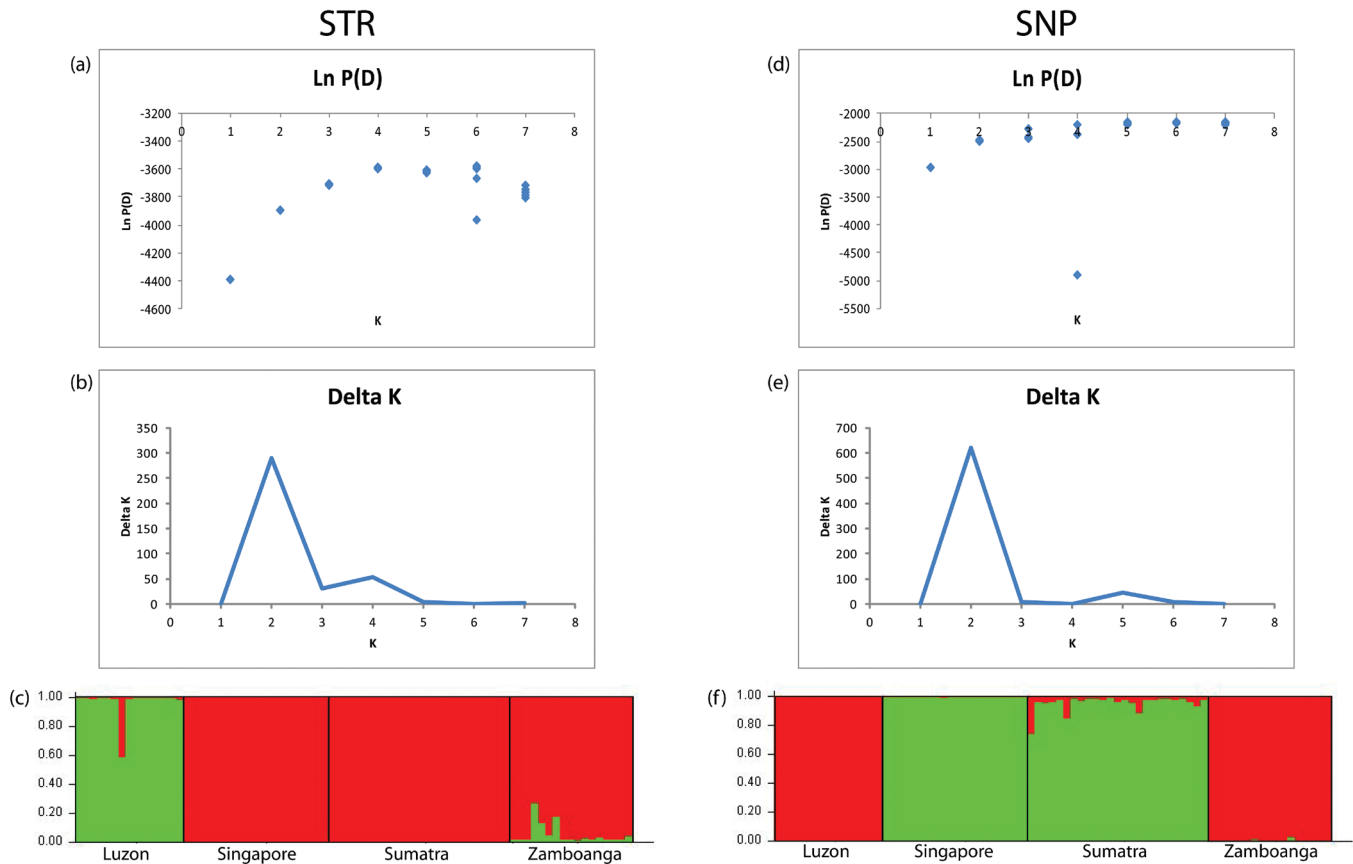 STR
SNP
(a)
Ln P(D)
-3200
-3400
-3600
-3800
-4000
-4200
-4400
-4600
0 1 2 3 4 5 6 7 8
Ln P(D)
K
(d)
Ln P(D)
-2000
-2500
-3000
-3500
-4000
-4500
-5000
-5500
0 1 2 3 4 5 6 7 8
Ln P(D)
K
(b)
Delta K
350
300
250
200
150
100
50
0
0 1 2 3 4 5 6 7 8
Delta K
K
(e)
Delta K
700
600
500
400
300
200
100
0
0 1 2 3 4 5 6 7 8
Delta K
K
(c)
1.00
0.80
0.60
0.40
0.20
0.00
Luzon Singapore Sumatra Zamboanga
(f)
1.00
0.80
0.60
0.40
0.20
0.00
Luzon Singapore Sumatra Zamboanga